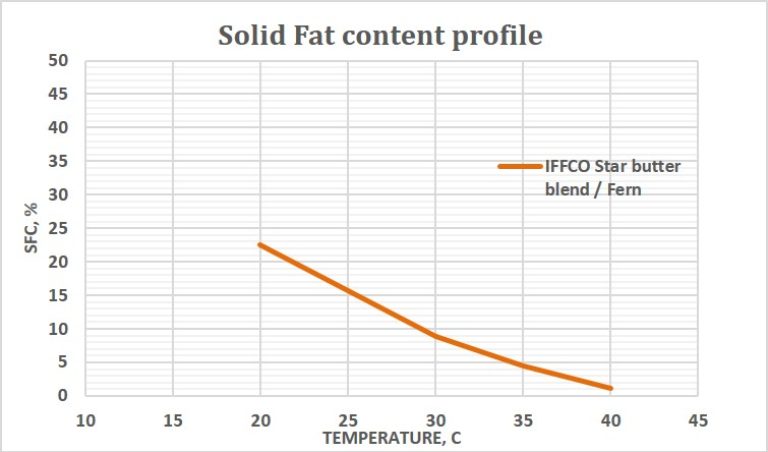 Solid Fat content profile
50
45
40
35
30
25
20
15
10
5
0
SFC, %
IFFCO Star butter
blend / Fern
10 15 20 25 30 35 40 45
TEMPERATURE, C